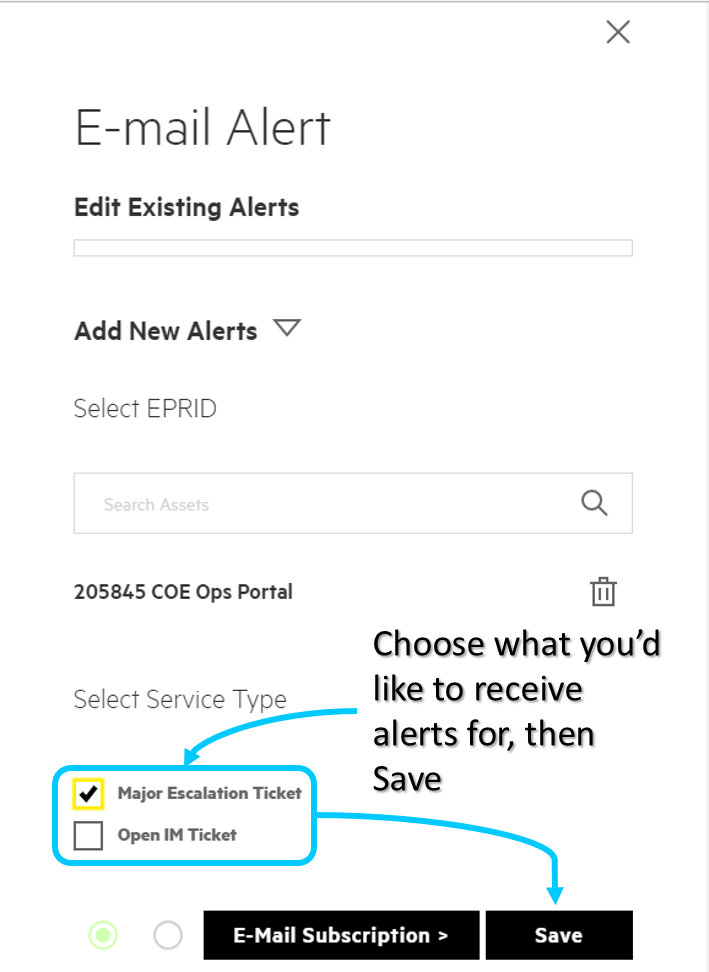 E-mail Alert
Edit Existing Alerts
Add New Alerts
Select EPRID
Search Assets
205845 COE Ops Portal
Choose what you’d
like to receive
alerts for, then
Save
Select Service Type
Major Escalation Ticket
Open IM Ticket
E-Mail Subscription >
Save